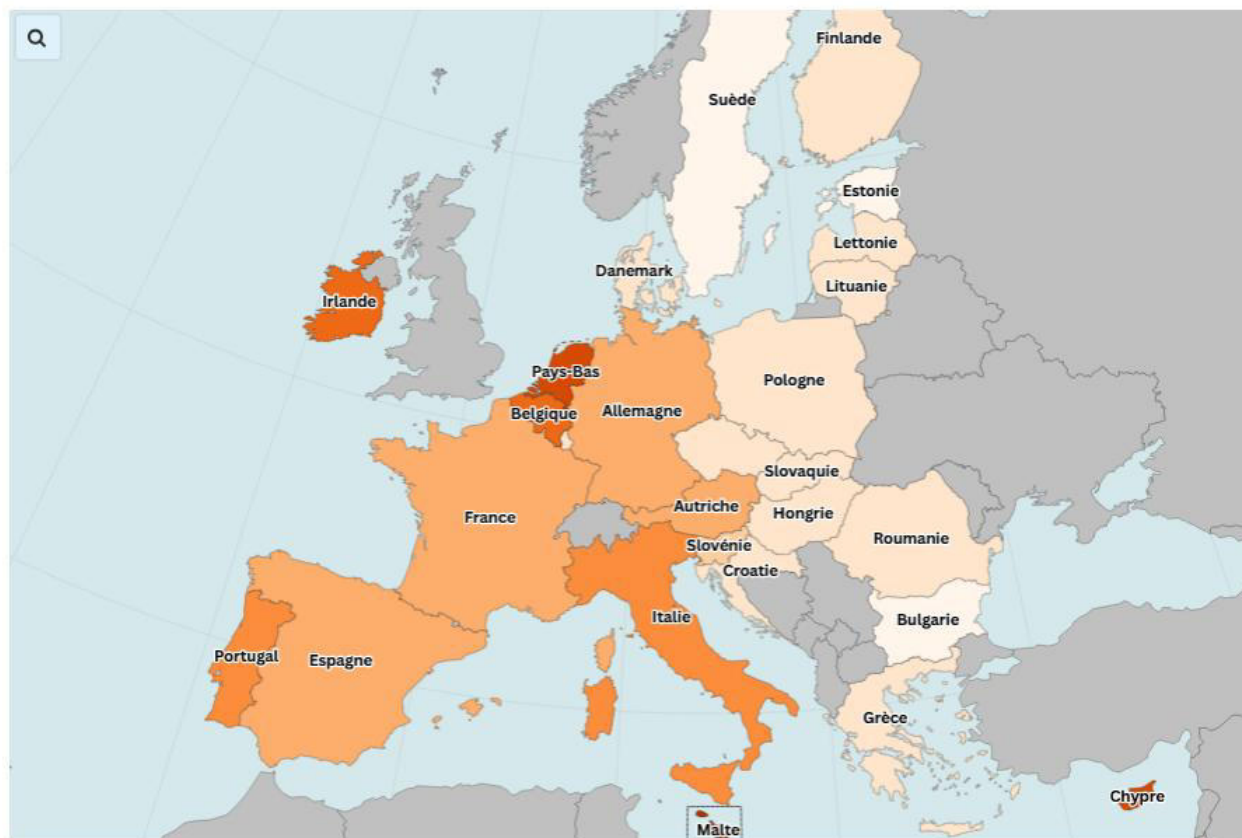 Finlande
Suède
Estonie
Lettonie
Danemark
Lituanie
Irlande
Pays-Bas
Pologne
Belgique
Allemagne
Slovaquie
Autriche
Hongrie
France
Roumanie
Slovénie
Croatie
Italie
Bulgarie
Portugal
Espagne
Grèce
Chypre
Malte